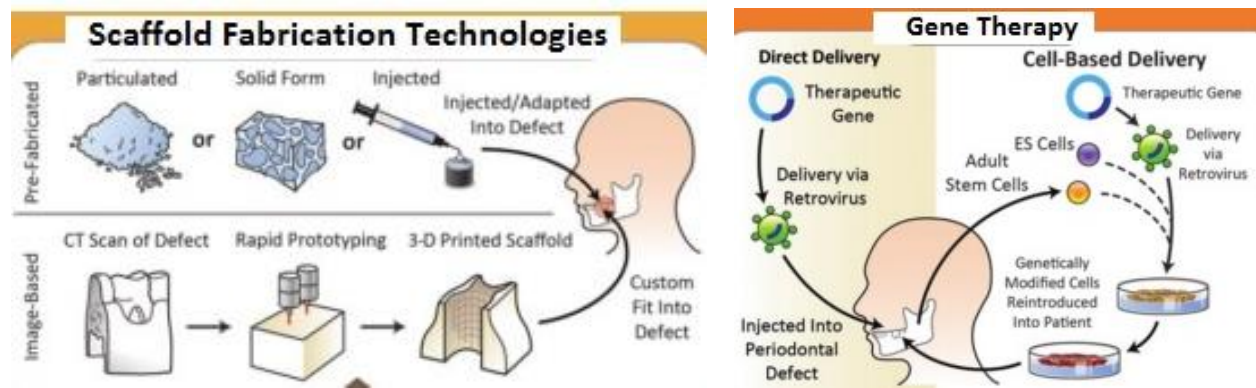 Scaffold Fabrication Technologies
Pre-Fabricated
Particulated
or
Solid Form
or
Injected
Injected/Adapted
Into Defect
Image-Based
CT Scan of Defect
Rapid Prototyping
3-D Printed Scaffold
Custom
Fit Into
Defect
Gene Therapy
Direct Delivery
Therapeutic
Gene
Delivery via
Retrovirus
Injected Into
Periodontal
Defect
Cell-Based Delivery
Therapeutic Gene
ES Cells
Adult
Stem Cells
Delivery
via
Retrovirus
Genetically
Modified Cells
Reintroduced
Into Patient